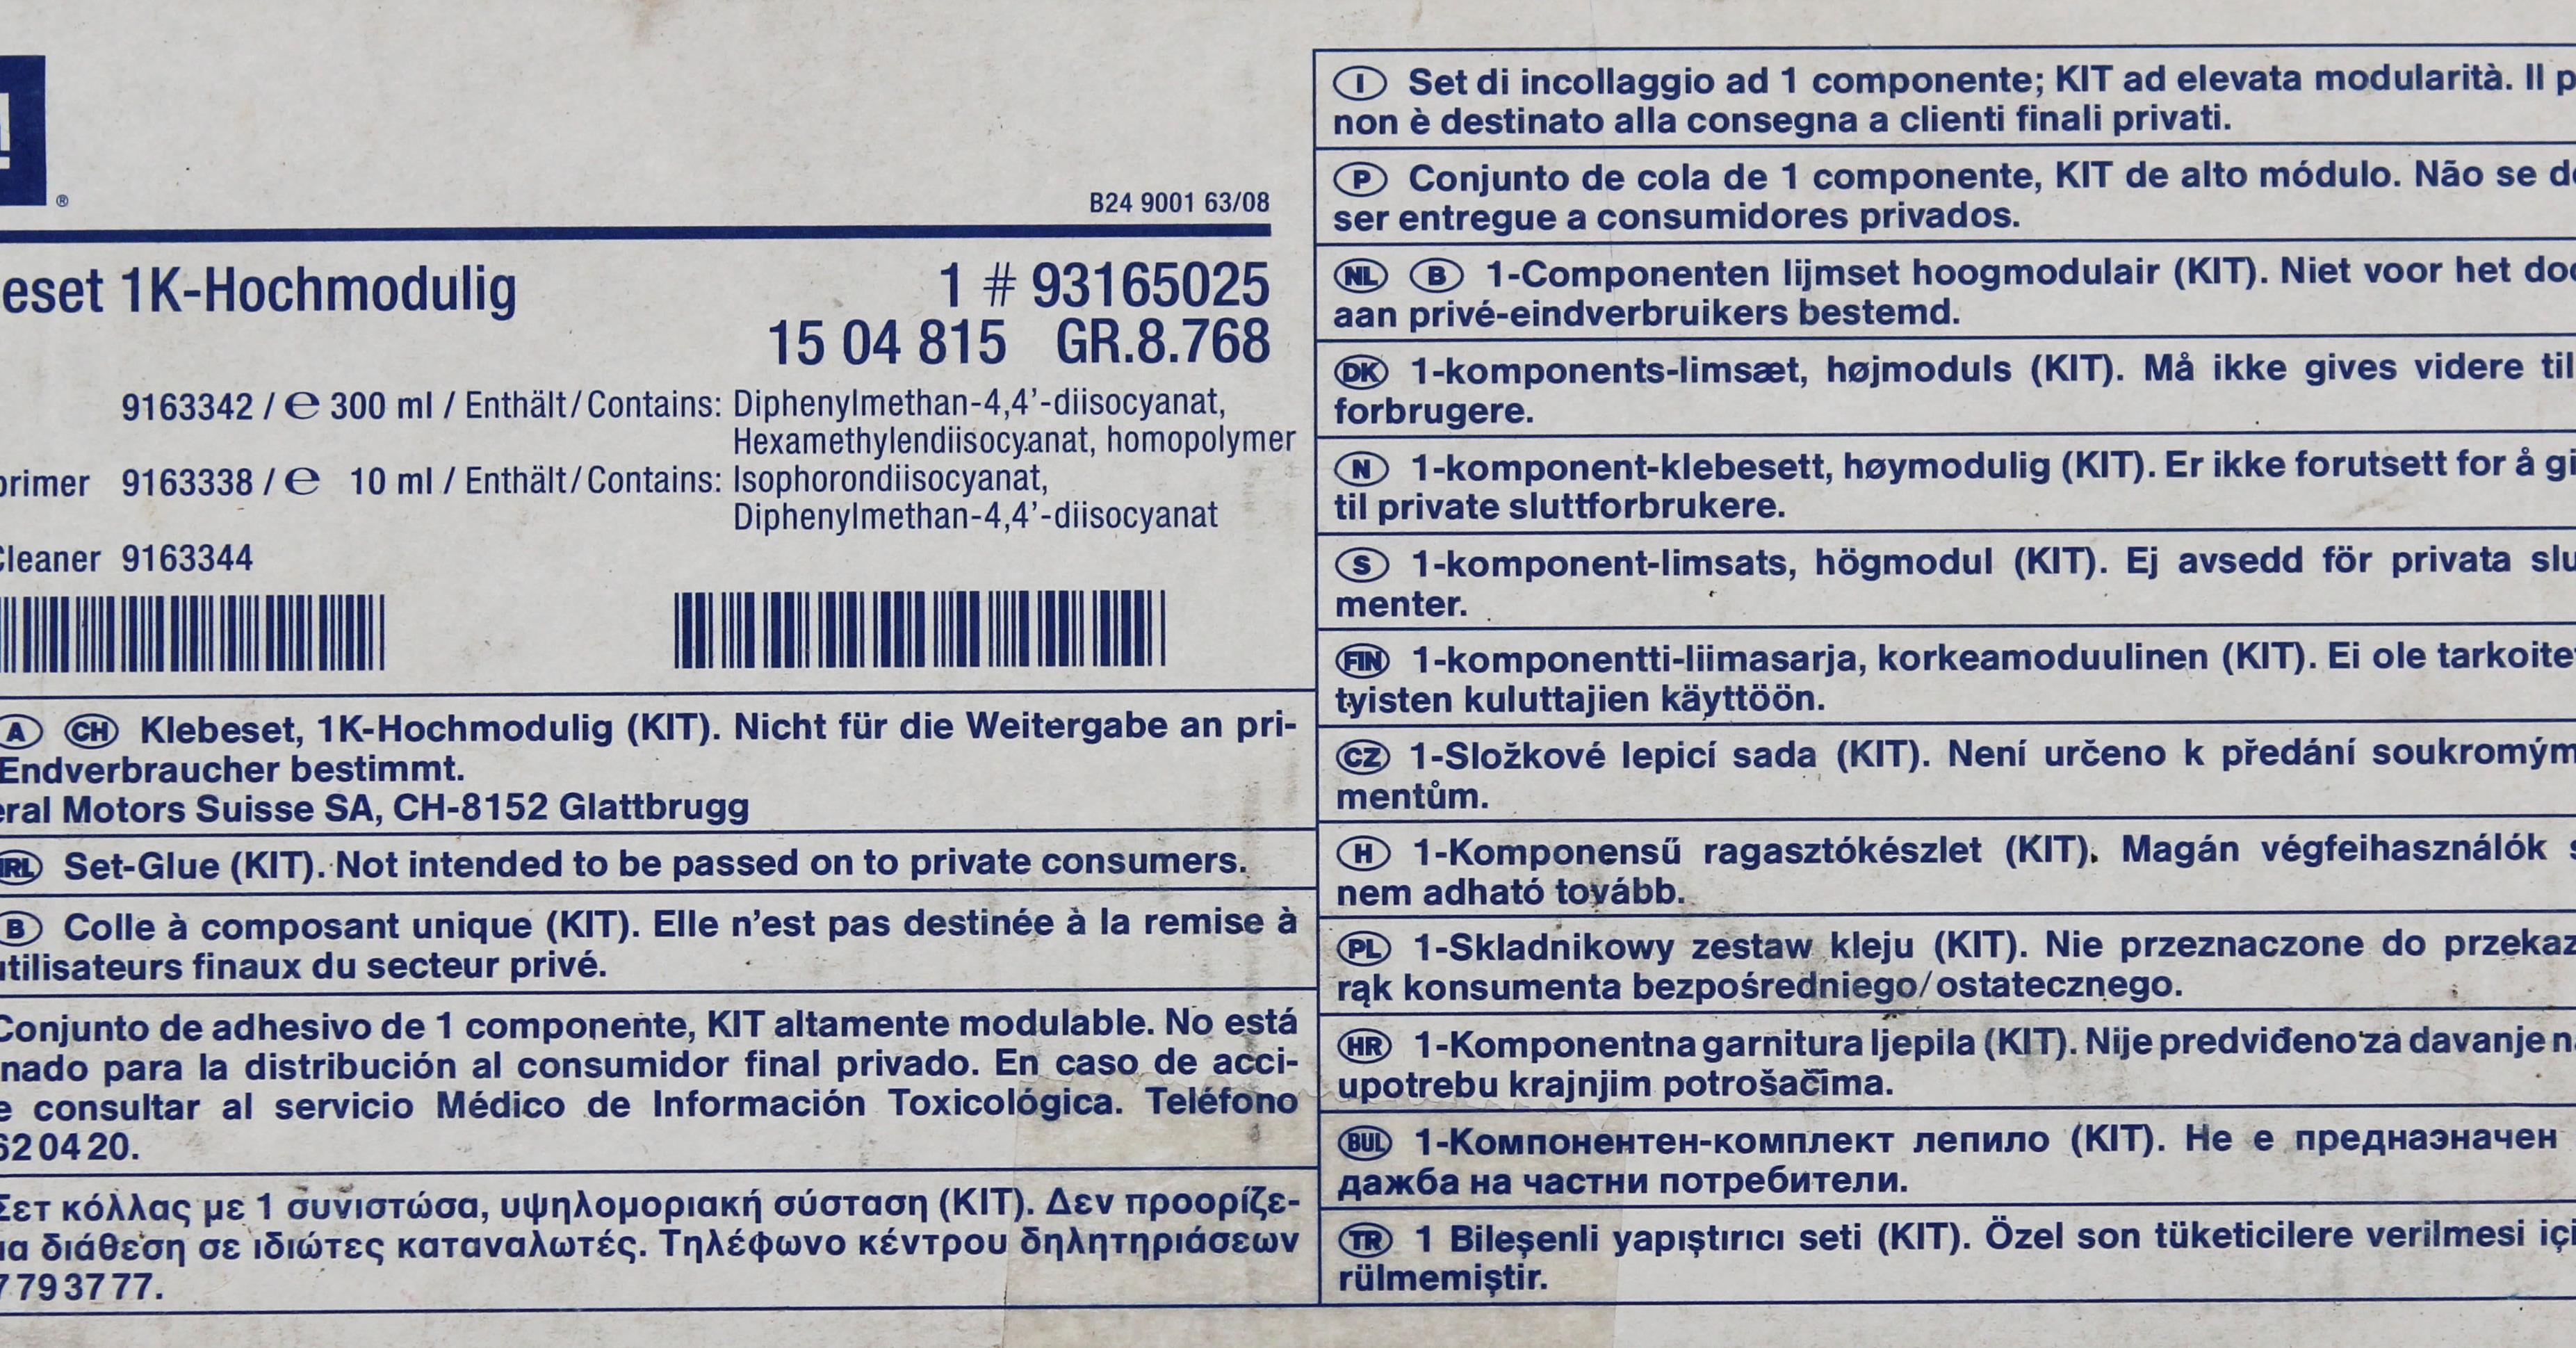 ®
B24 9001 63/08
eset 1K-Hochmodulig 1 # 93165025
15 04 815 GR.8.768
9163342 / ℮ 300 ml / Enthält/Contains: Diphenylmethan-4,4'-diisocyanat,
Hexamethylendiisocyanat, homopolymer
primer 9163338 / ℮ 10 ml / Enthält/Contains: Isophorondiisocyanat,
Diphenylmethan-4,4'-diisocyanat
Cleaner 9163344
A CH Klebeset, 1K-Hochmodulig (KIT). Nicht für die Weitergabe an pri-
Endverbraucher bestimmt.
eral Motors Suisse SA, CH-8152 Glattbrugg
IRL Set-Glue (KIT). Not intended to be passed on to private consumers.
B Colle à composant unique (KIT). Elle n'est pas destinée à la remise à
utilisateurs finaux du secteur privé.
Conjunto de adhesivo de 1 componente, KIT altamente modulable. No está
nado para la distribución al consumidor final privado. En caso de acci-
e consultar al servicio Médico de Información Toxicológica. Teléfono
620420.
Σετ κόλλας με 1 συνιστώσα, υψηλομοριακή σύσταση (KIT). Δεν προορίζε-
ια διάθεση σε ιδιώτες καταναλωτές. Τηλέφωνο κέντρου δηλητηριάσεων
7793777.
I Set di incollaggio ad 1 componente; KIT ad elevata modularità. Il p
non è destinato alla consegna a clienti finali privati.
P Conjunto de cola de 1 componente, KIT de alto módulo. Não se de
ser entregue a consumidores privados.
NL B 1-Componenten lijmset hoogmodulair (KIT). Niet voor het doo
aan privé-eindverbruikers bestemd.
DK 1-komponents-limsæt, højmoduls (KIT). Må ikke gives videre til
forbrugere.
N 1-komponent-klebesett, høymodulig (KIT). Er ikke forutsett for å gi
til private sluttforbrukere.
S 1-komponent-limsats, högmodul (KIT). Ej avsedd för privata slu
menter.
FIN 1-komponentti-liimasarja, korkeamoduulinen (KIT). Ei ole tarkoitet
tyisten kuluttajien käyttöön.
CZ 1-Složkové lepicí sada (KIT). Není určeno k předání soukromým
mentům.
H 1-Komponensű ragasztókészlet (KIT). Magán végfeihasználók s
nem adható tovább.
PL 1-Skladnikowy zestaw kleju (KIT). Nie przeznaczone do przekaz
rąk konsumenta bezpośredniego/ostatecznego.
HR 1-Komponentna garnitura ljepila (KIT). Nije predviđeno za davanje na
upotrebu krajnjim potrošačima.
BUL 1-Компонентен-комплект лепило (KIT). Не е предназначен
дажба на частни потребители.
TR 1 Bileşenli yapıştırıcı seti (KIT). Özel son tüketicilere verilmesi içi
rülmemiştir.